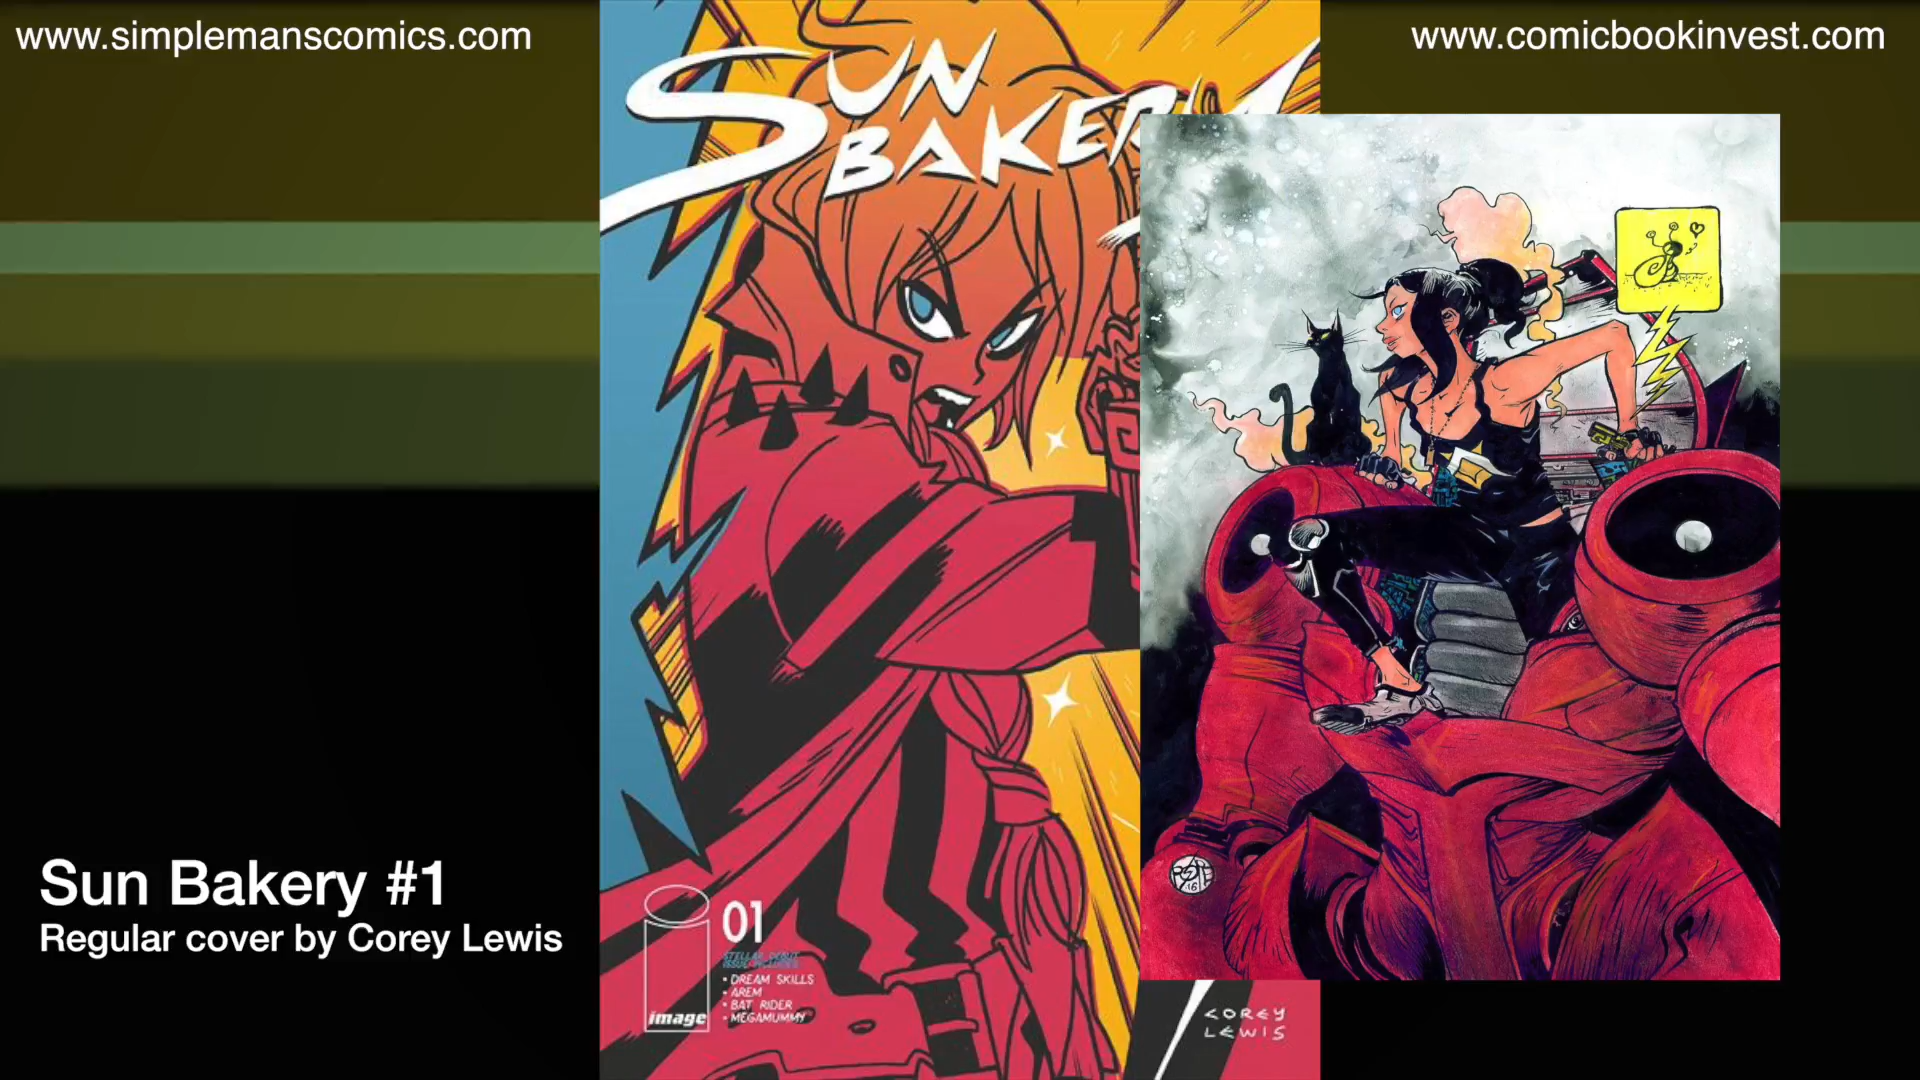 www.simplemanscomics.com
www.comicbookinvest.com
SUN
BAKERY
01
• DREAM SKILLS
• AREM
• BAT RIDER
• MEGAMUMMY
image
COREY
LEWIS
Sun Bakery #1
Regular cover by Corey Lewis